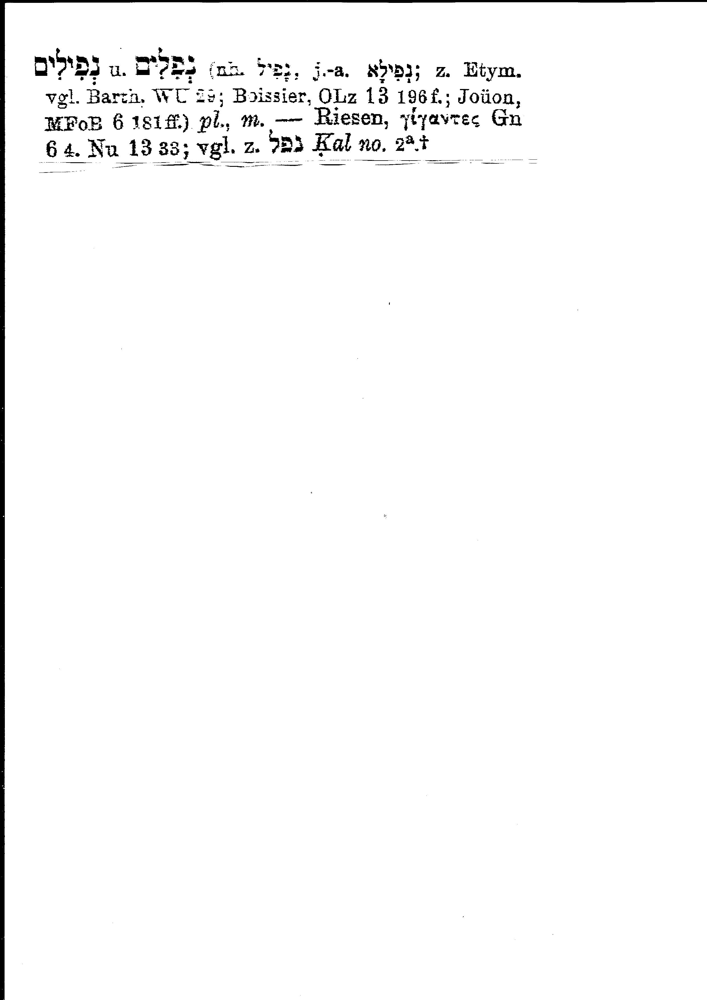 נְפִילִים u. נְפִלִים (nh. נְפִיל, j.-a. נְפִילָא; z. Etym.
vgl. Barth, WU 29; Boissier, OLz 13 196 f.; Joüon,
MFoB 6 181 ff.) pl., m. — Riesen, γίγαντες Gn
6 4. Nu 13 33; vgl. z. נפל Ḳal no. 2ª.†